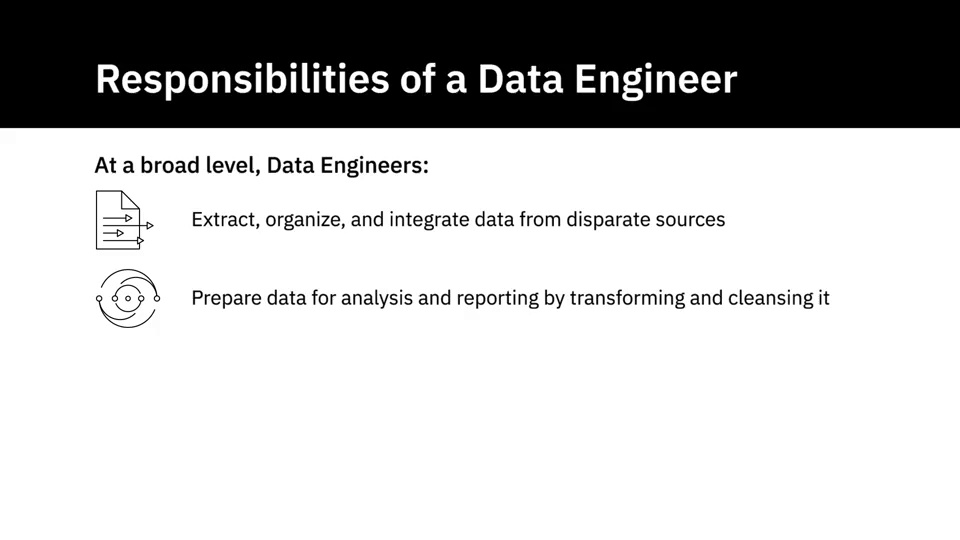 Responsibilities of a Data Engineer
At a broad level, Data Engineers:
Extract, organize, and integrate data from disparate sources
Prepare data for analysis and reporting by transforming and cleansing it